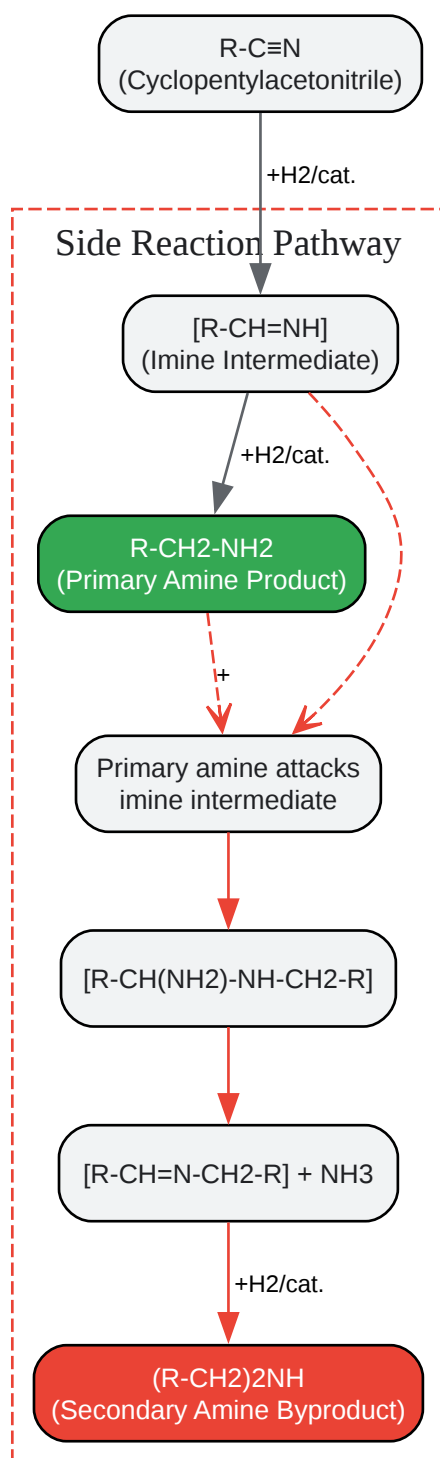 R-C≡N
(Cyclopentylacetonitrile)
+H2/cat.
Side Reaction Pathway
[R-CH=NH]
(Imine Intermediate)
+H2/cat.
R-CH2-NH2
(Primary Amine Product)
+
Primary amine attacks
imine intermediate
[R-CH(NH2)-NH-CH2-R]
[R-CH=N-CH2-R] + NH3
+H2/cat.
(R-CH2)2NH
(Secondary Amine Byproduct)